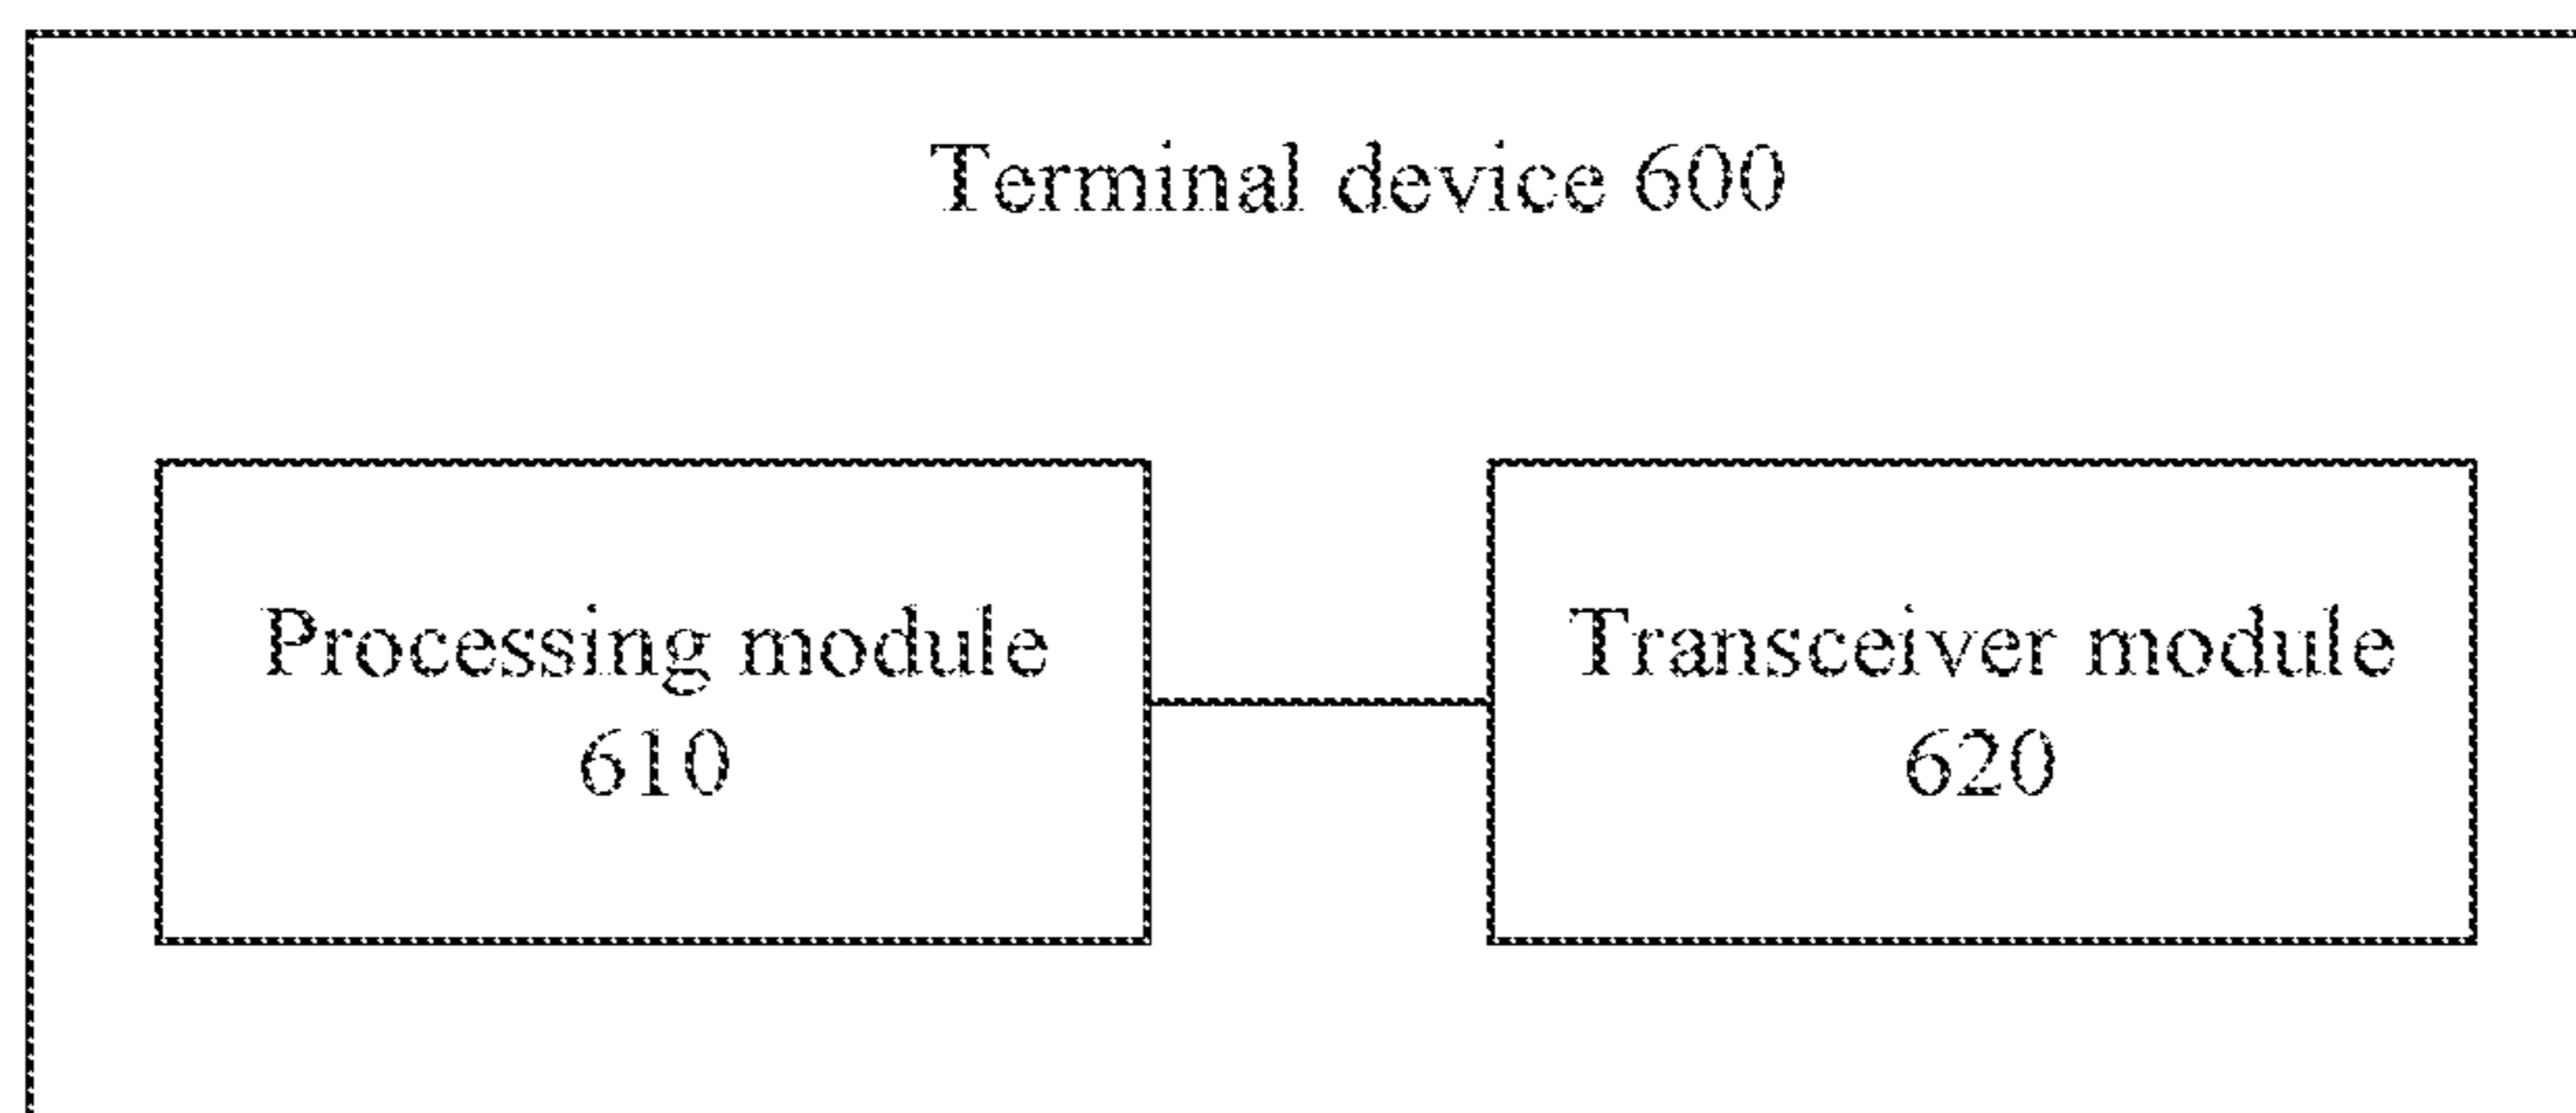 Terminal device 600
Processing module
610
Transceiver module
620